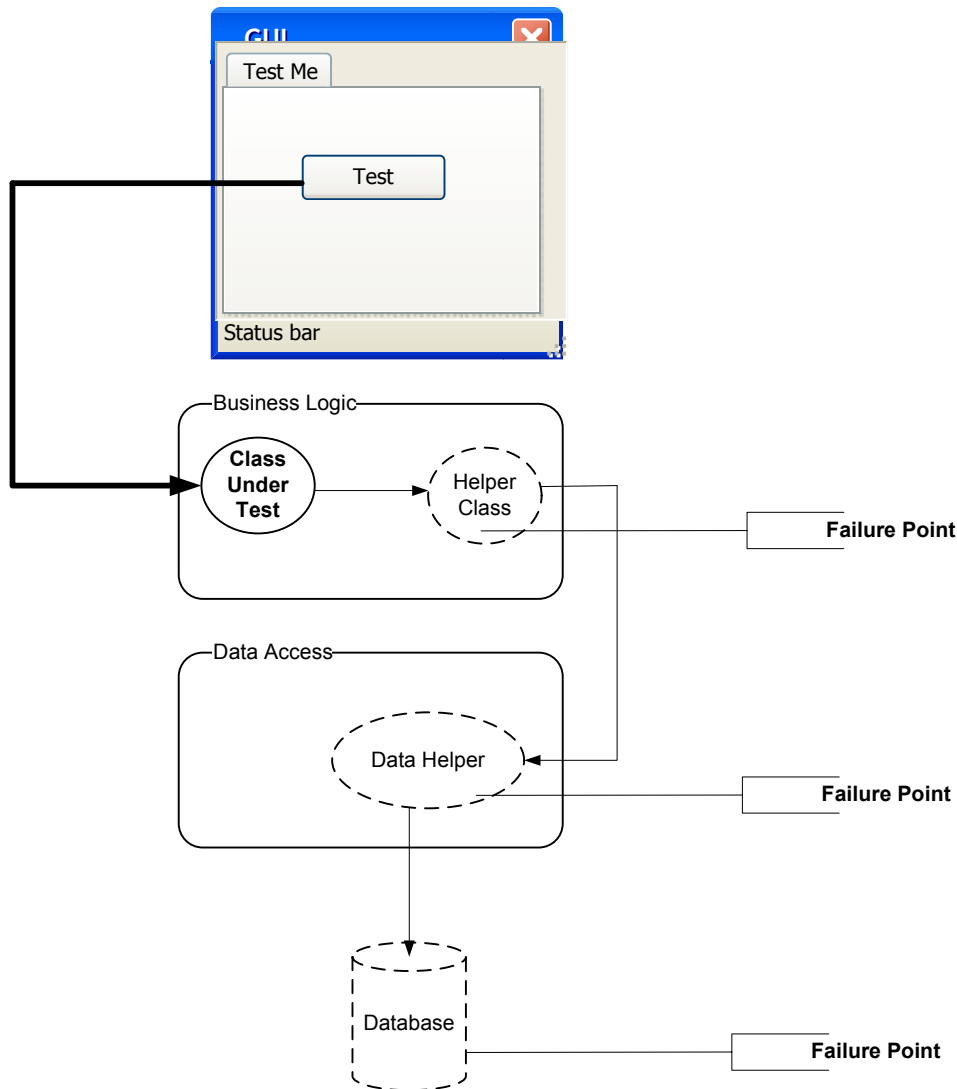 GUI
Test Me
Test
Status bar
Business Logic
Class
Under
Test
Helper
Class
Failure Point
Data Access
Data Helper
Failure Point
Database
Failure Point